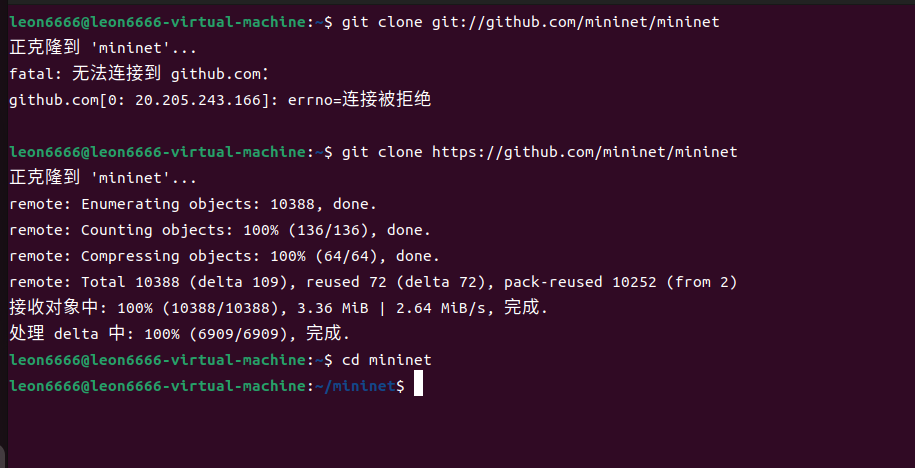 leon6666@leon6666-virtual-machine:~$ git clone git://github.com/mininet/mininet
正克隆到 'mininet'...
fatal: 无法连接到 github.com：
github.com[0: 20.205.243.166]: errno=连接被拒绝
leon6666@leon6666-virtual-machine:~$ git clone https://github.com/mininet/mininet
正克隆到 'mininet'...
remote: Enumerating objects: 10388, done.
remote: Counting objects: 100% (136/136), done.
remote: Compressing objects: 100% (64/64), done.
remote: Total 10388 (delta 109), reused 72 (delta 72), pack-reused 10252 (from 2)
接收对象中: 100% (10388/10388), 3.36 MiB | 2.64 MiB/s, 完成.
处理 delta 中: 100% (6909/6909), 完成.
leon6666@leon6666-virtual-machine:~$ cd mininet
leon6666@leon6666-virtual-machine:~/mininet$